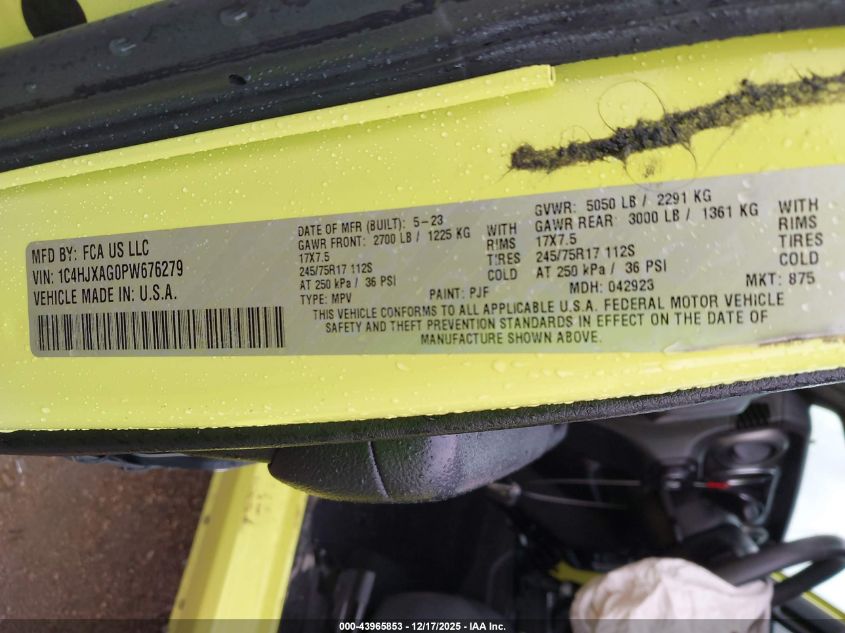 MFD BY: FCA US LLC
VIN: 1C4HJXAG0PW676279
VEHICLE MADE IN: U.S.A.
DATE OF MFR (BUILT): 5-23
GAWR FRONT: 2700 LB / 1225 KG WITH
17X7.5 RIMS
245/75R17 112S TIRES
AT 250 kPa / 36 PSI COLD
TYPE: MPV PAINT: PJF
GVWR: 5050 LB / 2291 KG
GAWR REAR: 3000 LB / 1361 KG WITH
17X7.5 RIMS
245/75R17 112S TIRES
AT 250 kPa / 36 PSI COLD
MDH: 042923 MKT: 875
THIS VEHICLE CONFORMS TO ALL APPLICABLE U.S.A. FEDERAL MOTOR VEHICLE
SAFETY AND THEFT PREVENTION STANDARDS IN EFFECT ON THE DATE OF
MANUFACTURE SHOWN ABOVE.
000-43965853 - 12/17/2025 - IAA Inc.